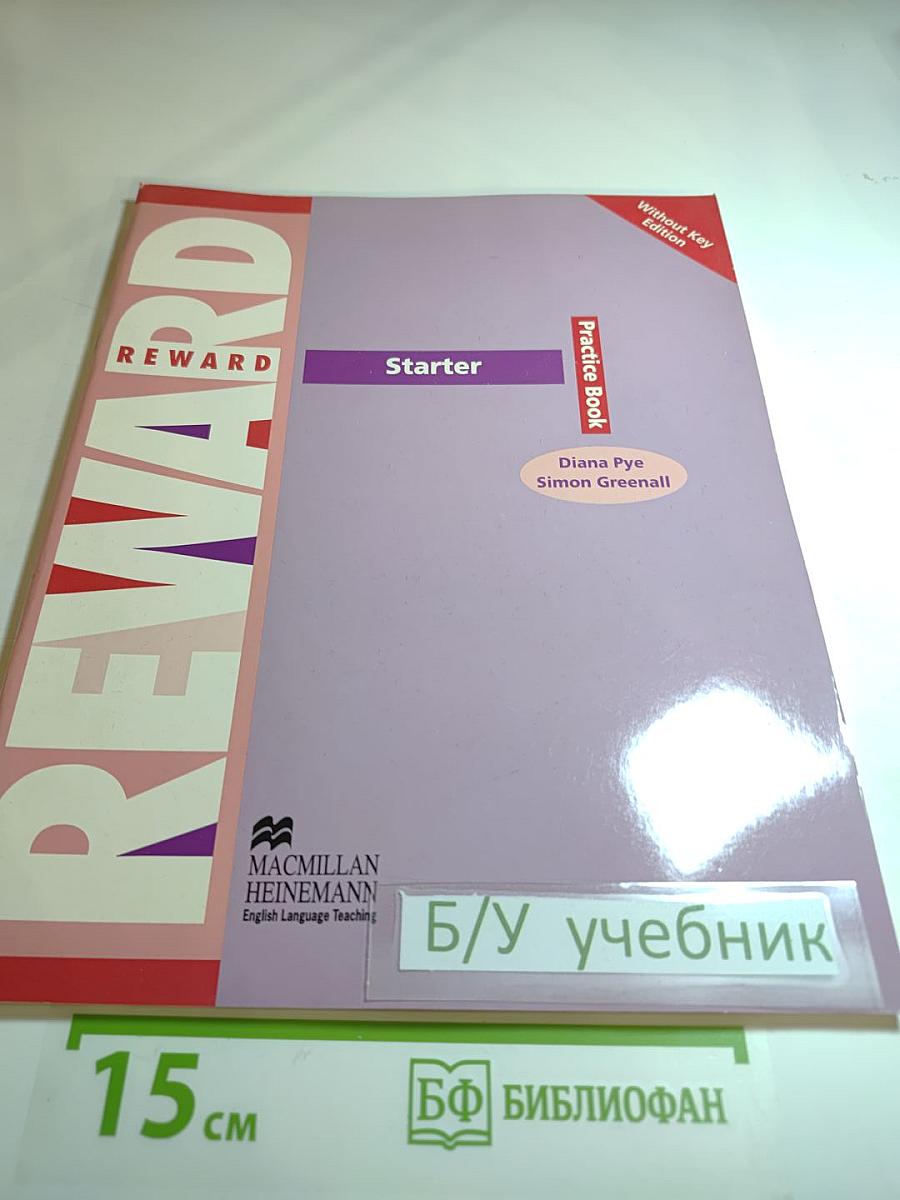 Without Key
Edition
REWARD
REWARD
Starter
Practice Book
Diana Pye
Simon Greenall
MACMILLAN
HEINEMANN
English Language Teaching
Б/У учебник
15 см
БФ БИБЛИОФАН